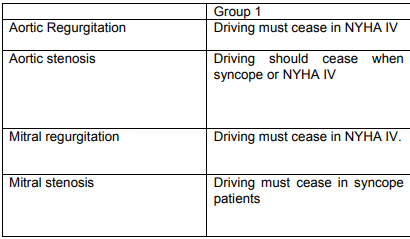 Group 1
Aortic Regurgitation Driving must cease in NYHA IV
Aortic stenosis Driving should cease when
syncope or NYHA IV
Mitral regurgitation Driving must cease in NYHA IV.
Mitral stenosis Driving must cease in syncope
patients